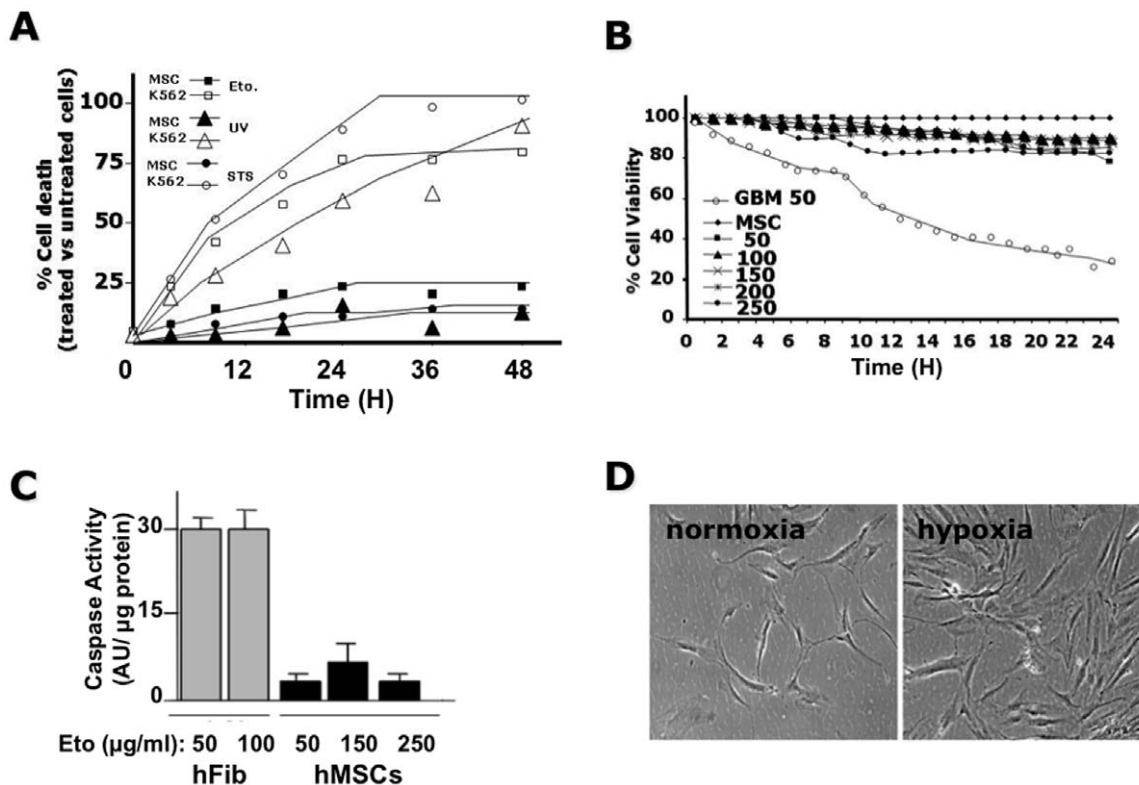 A
% Cell death
(treated vs untreated cells)
100
75
50
25
MSC
K562
Eto.
MSC
K562
UV
MSC
K562
STS
0 12 24 36 48
Time (H)
B
% Cell Viability
100
80
60
40
20
0
GBM 50
MSC
50
100
150
200
250
0 2 4 6 8 10 12 14 16 18 20 22 24
Time (H)
C
Caspase Activity
(AU/ µg protein)
30
15
0
Eto (µg/ml): 50 100 50 150 250
hFib hMSCs
D
normoxia
hypoxia